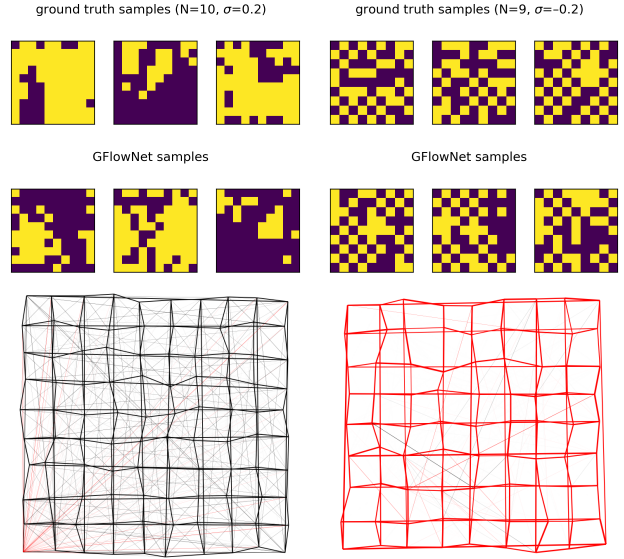 ground truth samples (N=10, σ=0.2)
ground truth samples (N=9, σ=–0.2)
GFlowNet samples
GFlowNet samples